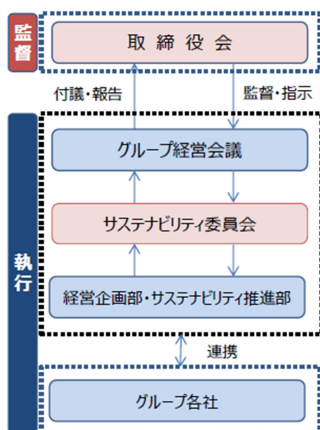 監督
取締役会
付議・報告
監督・指示
グループ経営会議
サステナビリティ委員会
執行
経営企画部・サステナビリティ推進部
連携
グループ各社